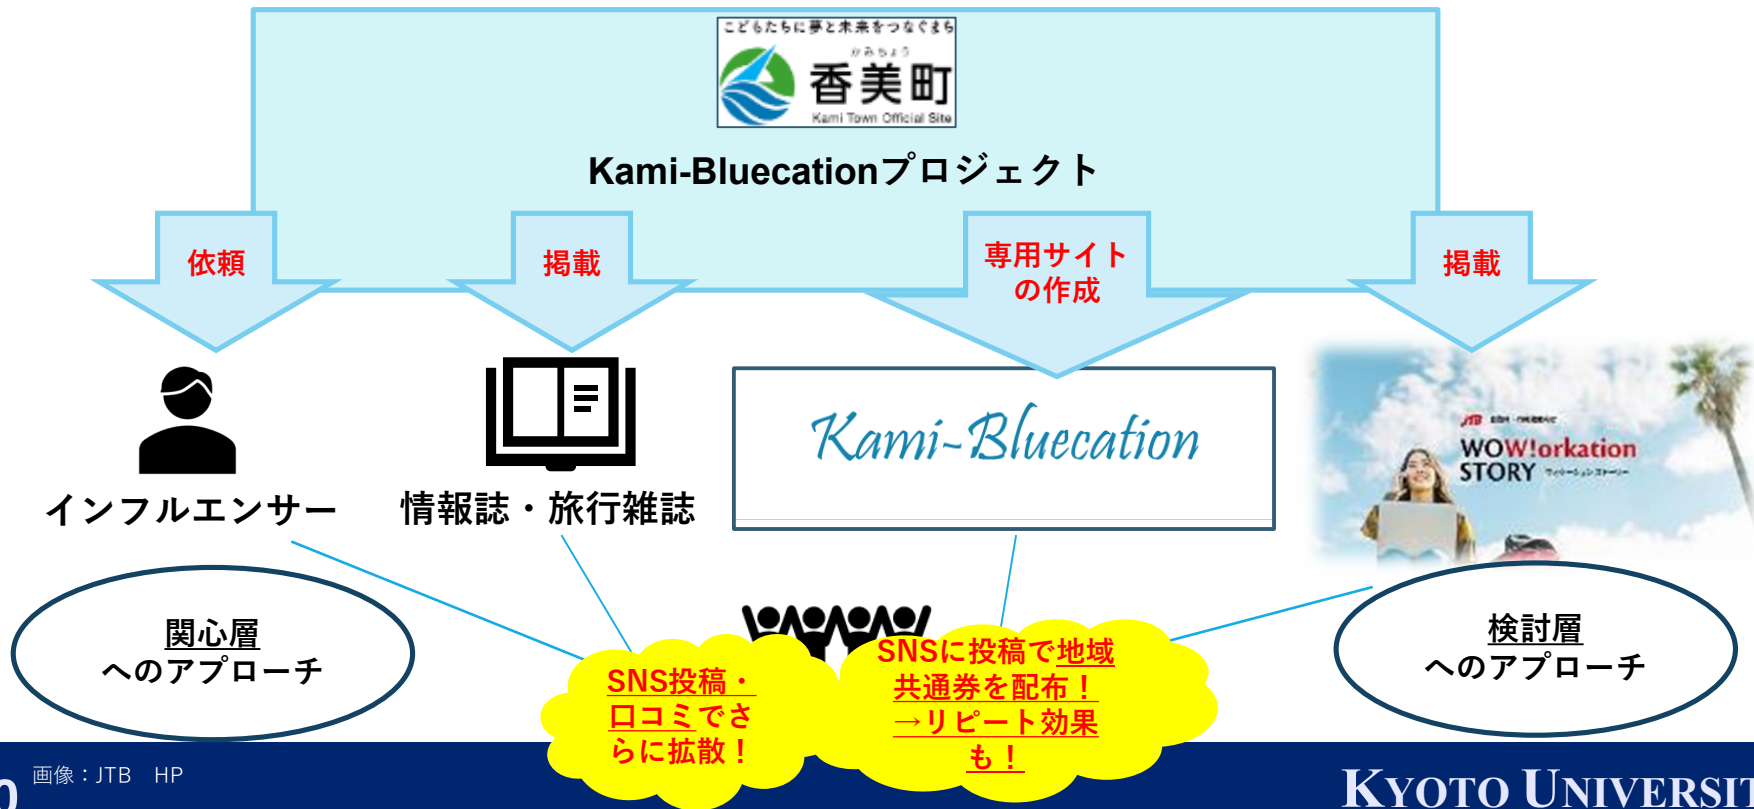 こどもたちに夢と未来をつなぐまち
かみちょう
香美町
Kami Town Official Site
Kami-Bluecationプロジェクト
依頼
掲載
専用サイト
の作成
掲載
インフルエンサー
情報誌・旅行雑誌
Kami-Bluecation
JTB
WOW!orkation
STORY
関心層
へのアプローチ
SNS投稿・
口コミでさ
らに拡散！
SNSに投稿で地域
共通券を配布！
→リピート効果
も！
検討層
へのアプローチ
画像：JTB　HP
KYOTO UNIVERSIT